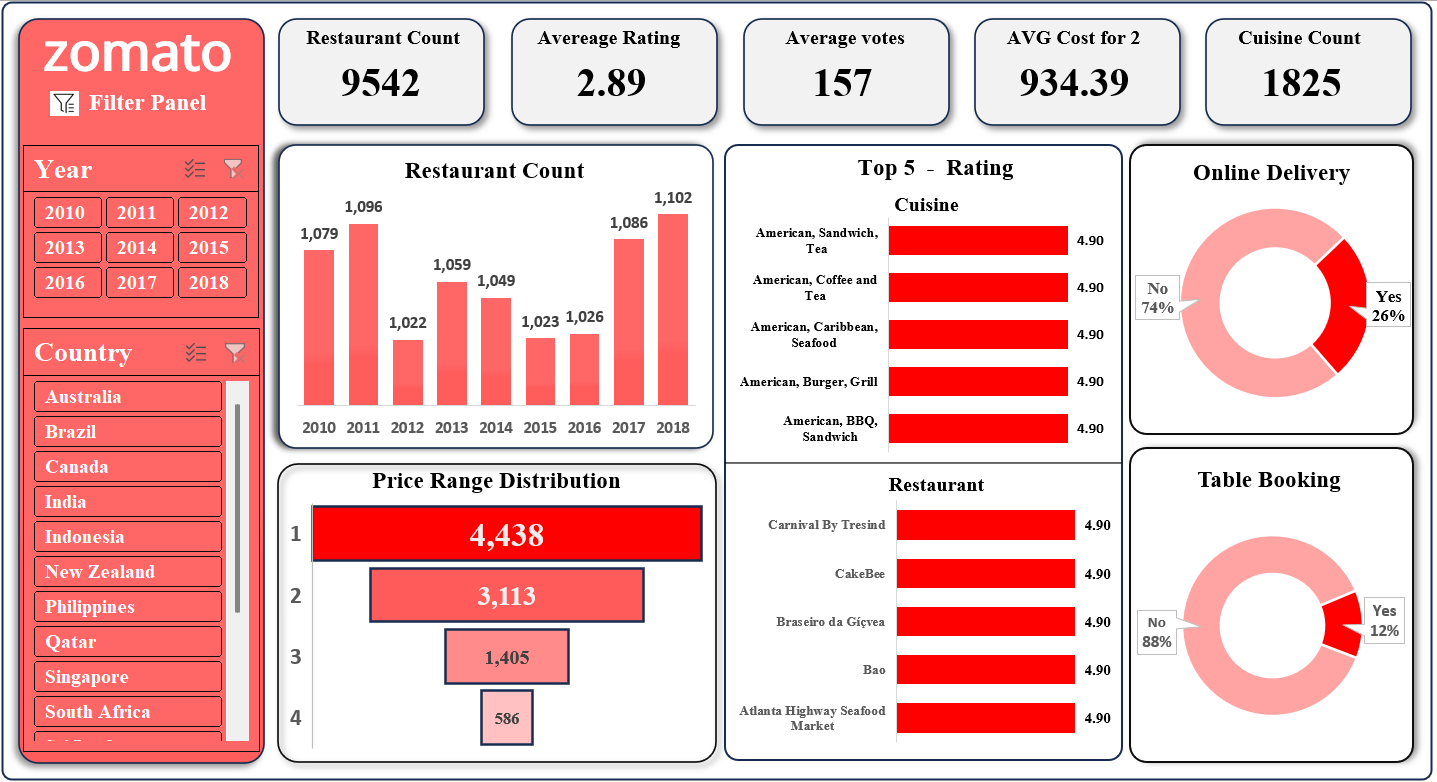 zomato
Filter Panel
Year
2010 2011 2012
2013 2014 2015
2016 2017 2018
Country
Australia
Brazil
Canada
India
Indonesia
New Zealand
Philippines
Qatar
Singapore
South Africa
Restaurant Count
9542
Avereage Rating
2.89
Average votes
157
AVG Cost for 2
934.39
Cuisine Count
1825
Restaurant Count
1,079 1,096 1,022 1,059 1,049 1,023 1,026 1,086 1,102
2010 2011 2012 2013 2014 2015 2016 2017 2018
Price Range Distribution
1 4,438
2 3,113
3 1,405
4 586
Top 5 - Rating
Cuisine
American, Sandwich,
Tea
4.90
American, Coffee and
Tea
4.90
American, Caribbean,
Seafood
4.90
American, Burger, Grill 4.90
American, BBQ,
Sandwich
4.90
Restaurant
Carnival By Tresind 4.90
CakeBee 4.90
Braseiro da Gíçvea 4.90
Bao 4.90
Atlanta Highway Seafood
Market
4.90
Online Delivery
No
74%
Yes
26%
Table Booking
No
88%
Yes
12%